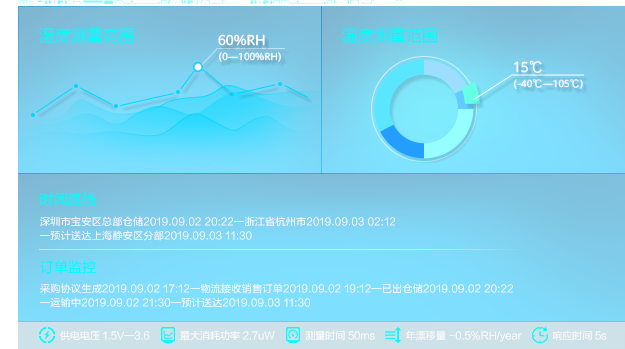 湿度测量范围
60%RH
(0—100%RH)
温度测量范围
15℃
(-40℃—105℃)
深圳市宝安区总部仓储2019.09.02 20:22—浙江省杭州市2019.09.03 02:12
—预计送达上海静安区分部2019.09.03 11:30
订单监控
采购协议生成2019.09.02 17:12—物流接收销售订单2019.09.02 19:12—已出仓储2019.09.02 20:22
—运输中2019.09.02 21:30—预计送达2019.09.03 11:30
供电电压 1.5V—3.6
最大消耗功率 2.7uW
测量时间 50ms
年漂移量 ~0.5%RH/year
响应时间 5s